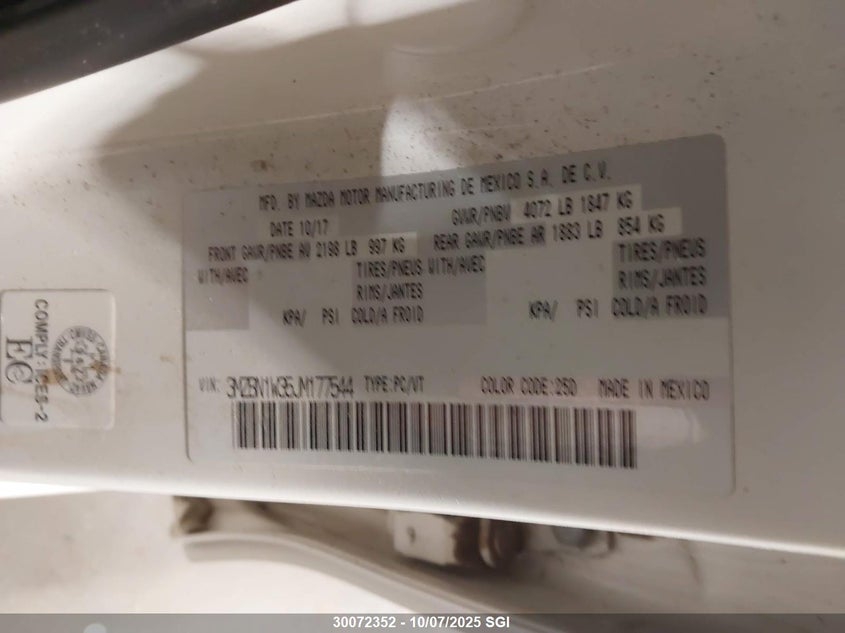 MFD. BY MAZDA MOTOR MANUFACTURING DE MEXICO S.A. DE C.V.
DATE 10/17 GVWR/PNBV 4072 LB 1847 KG
FRONT GAWR/PNBE AV 2198 LB 997 KG REAR GAWR/PNBE AR 1883 LB 854 KG
WITH/AVEC TIRES/PNEUS WITH/AVEC TIRES/PNEUS
RIMS/JANTES RIMS/JANTES
KPA/ PSI COLD/A FROID KPA/ PSI COLD/A FROID
VIN: 3MZBN1W35JM177544 TYPE:PC/VT COLOR CODE:25D MADE IN MEXICO
COMPLY: ICES-2
EC
30072352 - 10/07/2025 SGI